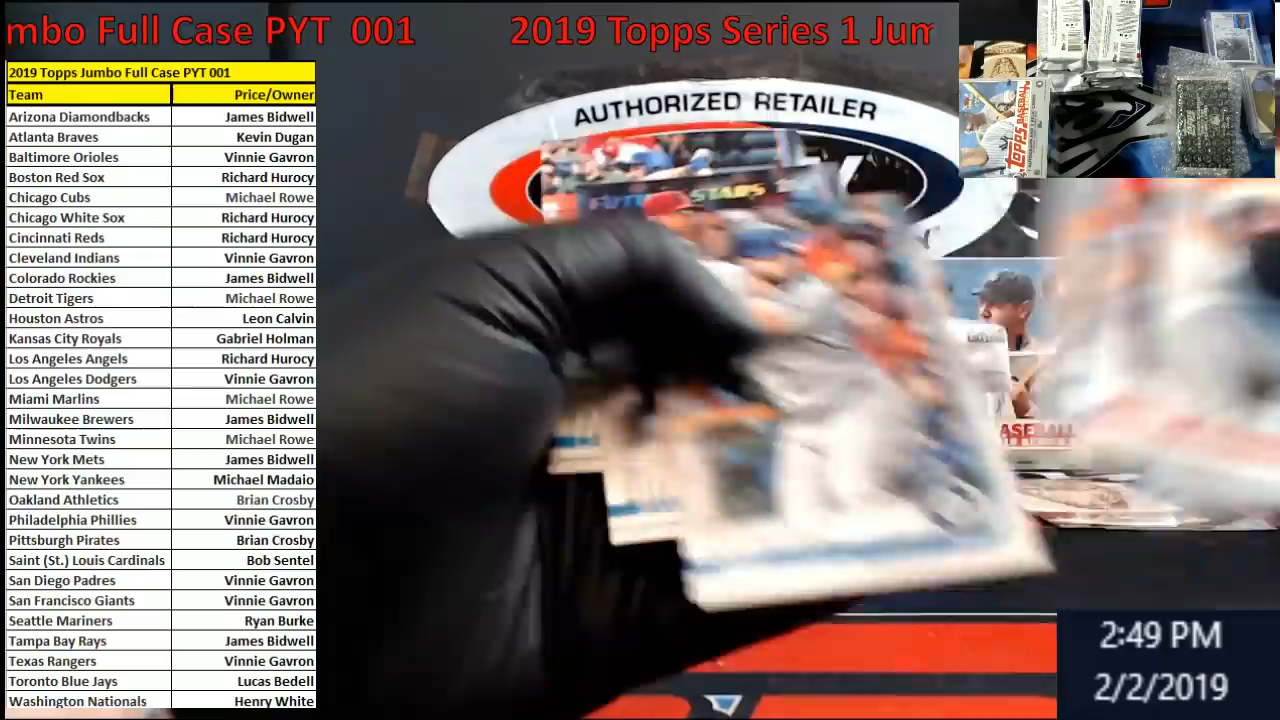 mbo Full Case PYT 001 2019 Topps Series 1 Jum
2019 Topps Jumbo Full Case PYT 001
Team Price/Owner
Arizona Diamondbacks James Bidwell
Atlanta Braves Kevin Dugan
Baltimore Orioles Vinnie Gavron
Boston Red Sox Richard Hurocy
Chicago Cubs Michael Rowe
Chicago White Sox Richard Hurocy
Cincinnati Reds Richard Hurocy
Cleveland Indians Vinnie Gavron
Colorado Rockies James Bidwell
Detroit Tigers Michael Rowe
Houston Astros Leon Calvin
Kansas City Royals Gabriel Holman
Los Angeles Angels Richard Hurocy
Los Angeles Dodgers Vinnie Gavron
Miami Marlins Michael Rowe
Milwaukee Brewers James Bidwell
Minnesota Twins Michael Rowe
New York Mets James Bidwell
New York Yankees Michael Madaio
Oakland Athletics Brian Crosby
Philadelphia Phillies Vinnie Gavron
Pittsburgh Pirates Brian Crosby
Saint (St.) Louis Cardinals Bob Sentel
San Diego Padres Vinnie Gavron
San Francisco Giants Vinnie Gavron
Seattle Mariners Ryan Burke
Tampa Bay Rays James Bidwell
Texas Rangers Vinnie Gavron
Toronto Blue Jays Lucas Bedell
Washington Nationals Henry White
AUTHORIZED RETAILER
STARS
TOPPS BASEBALL
ASEBALL
2:49 PM
2/2/2019